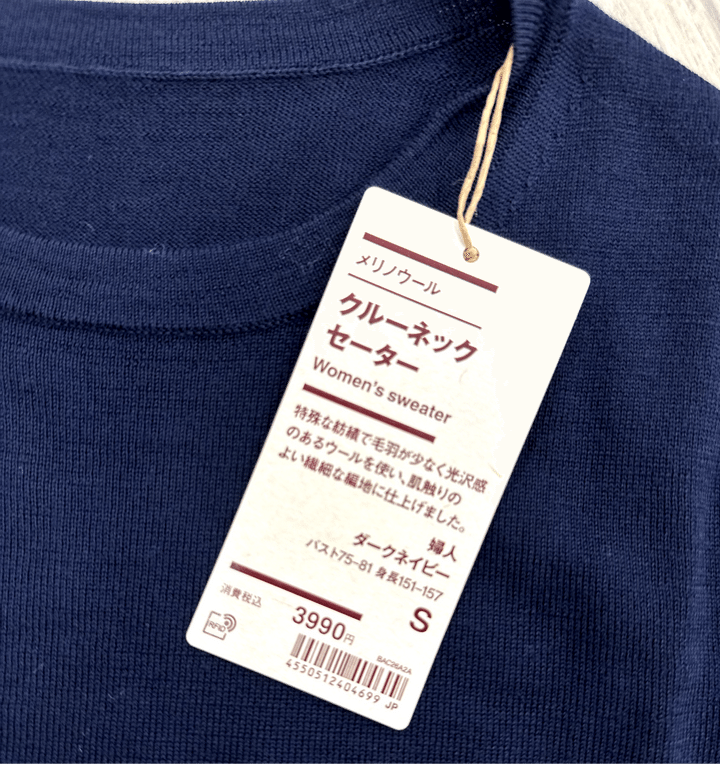 メリノウール
クルーネック
セーター
Women's sweater
特殊な紡績で毛羽が少なく光沢感
のあるウールを使い、肌触りの
よい繊細な編地に仕上げました。
婦人
ダークネイビー
バスト75–81 身長151–157
S
消費税込
3990円
RFID
BAC26A2A
4550512404699 JP